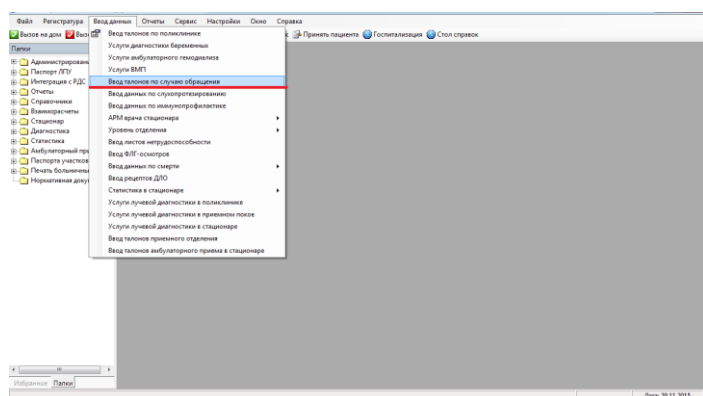 Файл Регистратура Ввод данных Отчеты Сервис Настройки Окно Справка
Вызов на дом Принять пациента Госпитализация Стол справок
Папки
Администрирован
Паспорт ЛПУ
Интеграция с РДС
Отчеты
Справочники
Взаиморасчеты
Стационар
Диагностика
Статистика
Амбулаторный при
Паспорта участков
Печать больничны
Нормативная доку
Ввод талонов по поликлинике
Услуги диагностики беременных
Услуги амбулаторного гемодиализа
Услуги ВМП
Ввод талонов по случаю обращения
Ввод данных по слухопротезированию
Ввод данных по иммунопрофилактике
АРМ врача стационара
Уровень отделения
Ввод листов нетрудоспособности
Ввод ФЛГ-осмотров
Ввод данных по смерти
Ввод рецептов ДЛО
Статистика в стационаре
Услуги лучевой диагностики в поликлинике
Услуги лучевой диагностики в приемном покое
Услуги лучевой диагностики в стационаре
Ввод талонов приемного отделения
Ввод талонов амбулаторного приема в стационаре
Избранное Папки